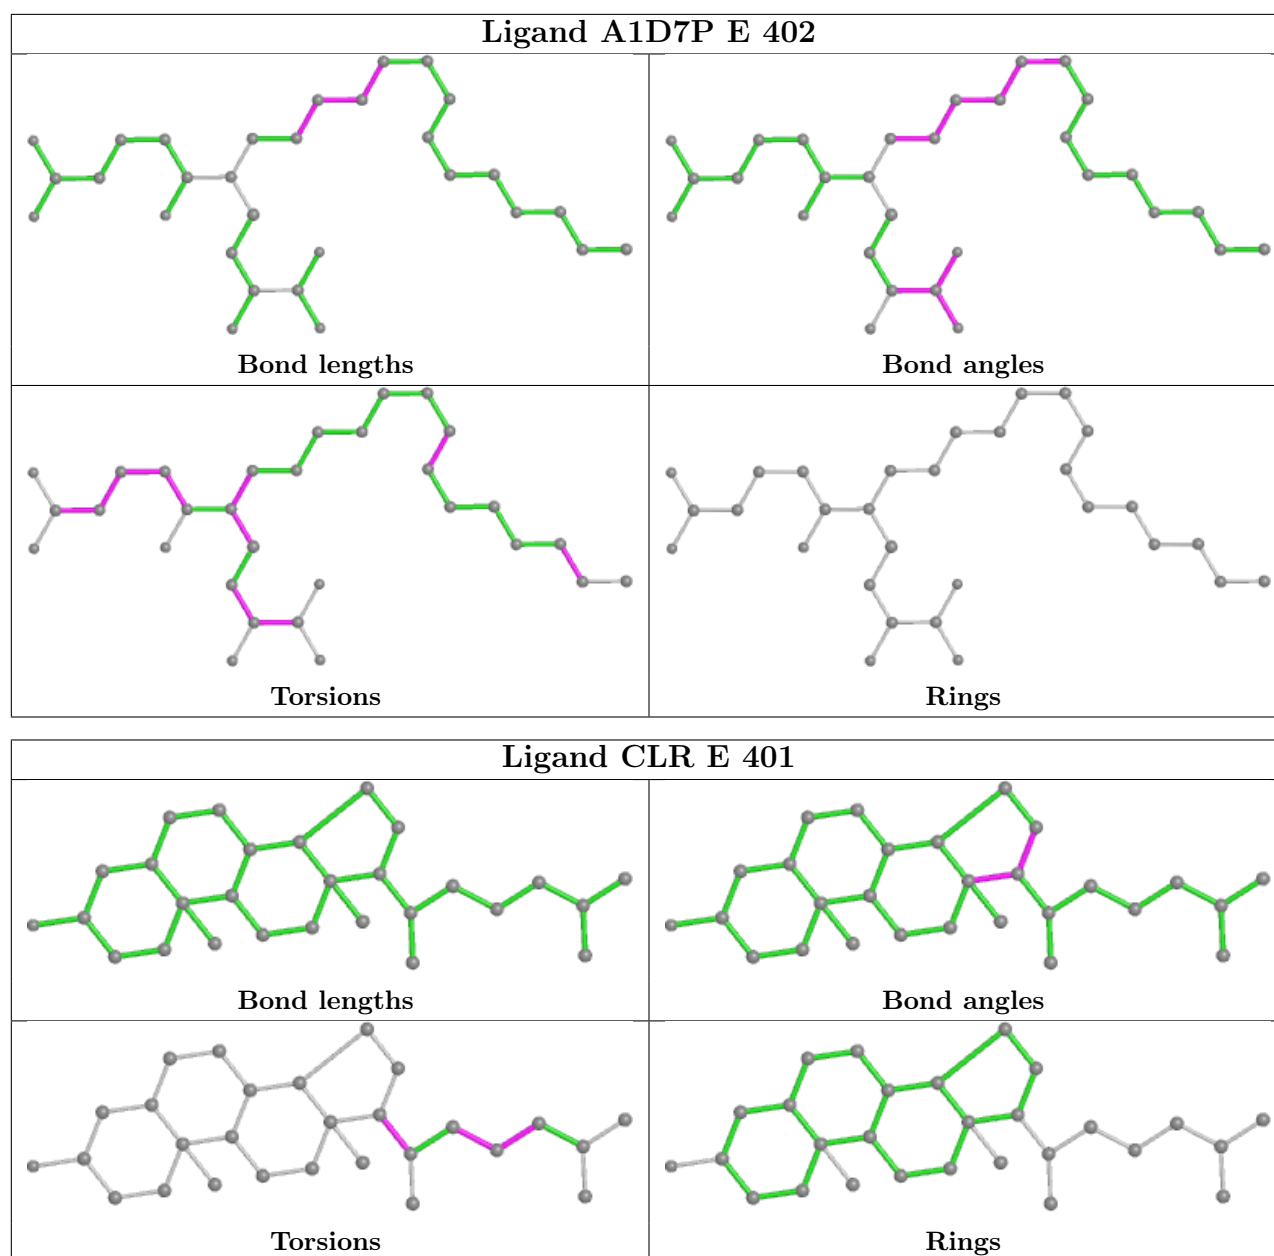 Ligand A1D7P E 402
Bond lengths
Bond angles
Torsions
Rings
Ligand CLR E 401
Bond lengths
Bond angles
Torsions
Rings